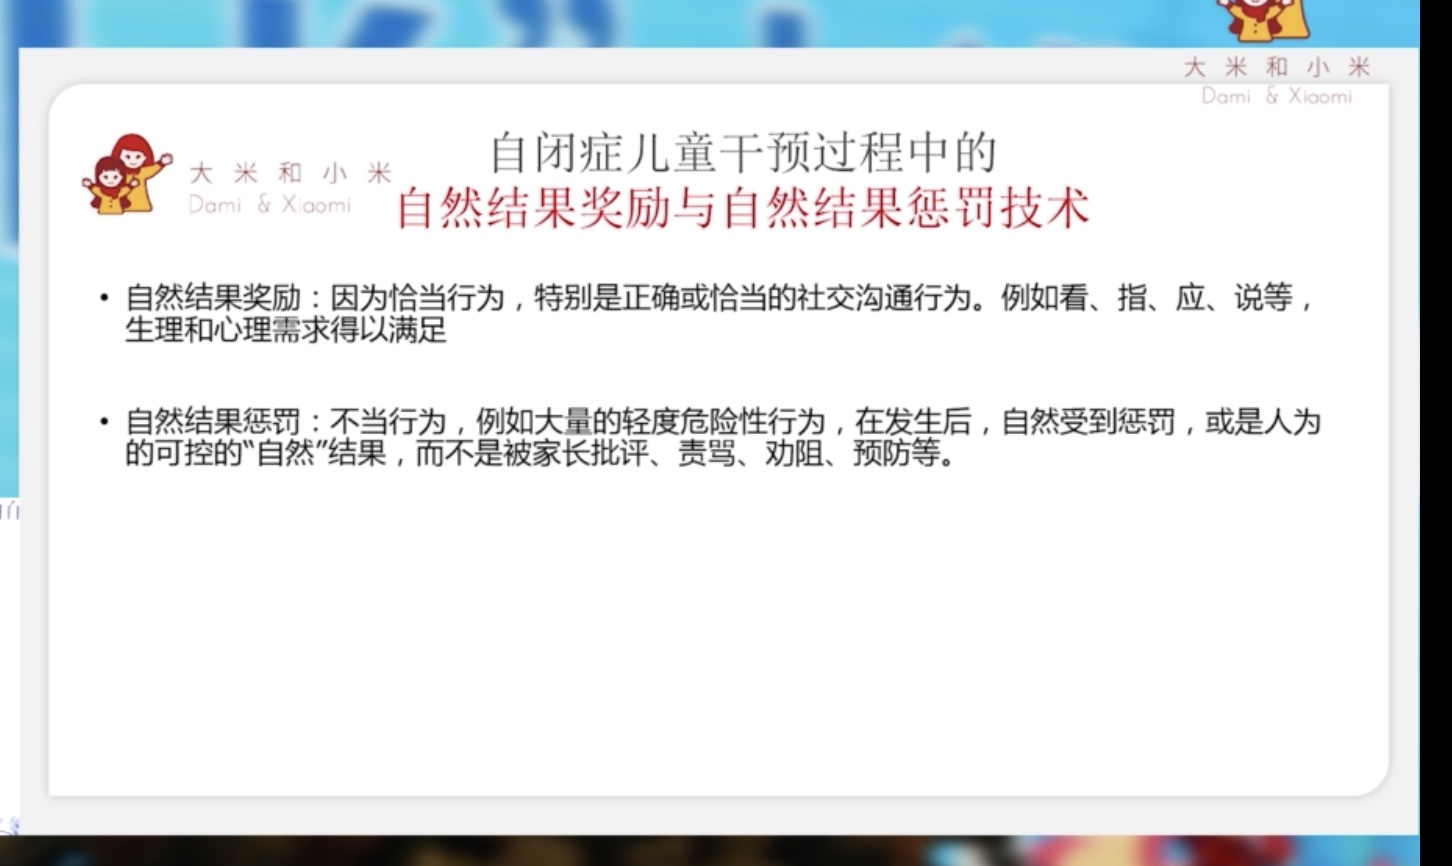 大米和小米
Dami & Xiaomi
自闭症儿童干预过程中的
大米和小米
Dami & Xiaomi
自然结果奖励与自然结果惩罚技术
• 自然结果奖励：因为恰当行为，特别是正确或恰当的社交沟通行为。例如看、指、应、说等，
生理和心理需求得以满足
• 自然结果惩罚：不当行为，例如大量的轻度危险性行为，在发生后，自然受到惩罚，或是人为
的可控的“自然”结果，而不是被家长批评、责骂、劝阻、预防等。